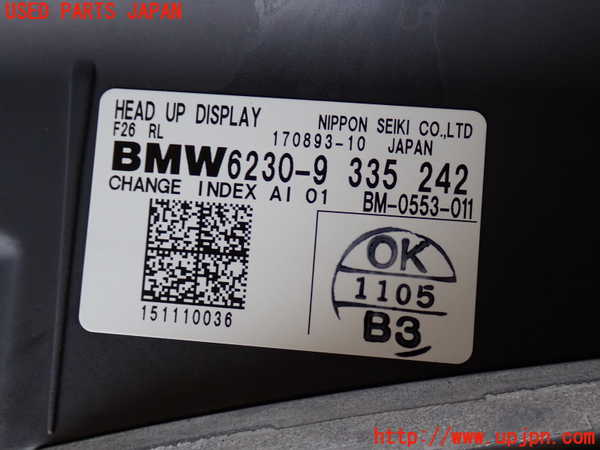 USED PARTS JAPAN
HEAD UP DISPLAY NIPPON SEIKI CO.,LTD
F26 RL 170893-10 JAPAN
BMW6230-9 335 242
CHANGE INDEX AI 01 BM-0553-011
OK
1105
B3
151110036
http://www.upjpn.com/